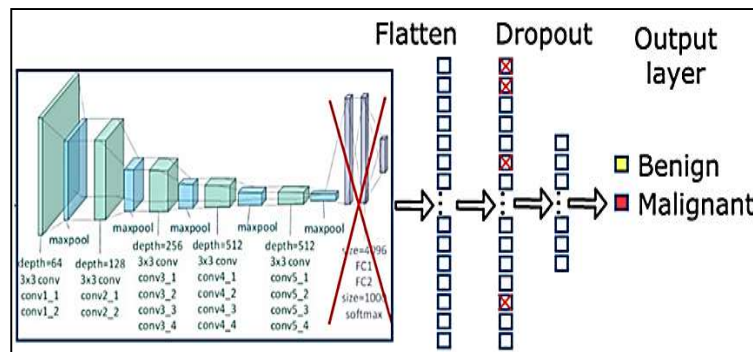 Flatten
Dropout
Output
layer
Benign
Malignant
maxpool
maxpool
maxpool
maxpool
maxpool
depth=64
3x3 conv
conv1_1
conv1_2
depth=128
3x3 conv
conv2_1
conv2_2
depth=256
3x3 conv
conv3_1
conv3_2
conv3_3
conv3_4
depth=512
3x3 conv
conv4_1
conv4_2
conv4_3
conv4_4
depth=512
3x3 conv
conv5_1
conv5_2
conv5_3
conv5_4
size=4096
FC1
FC2
softmax